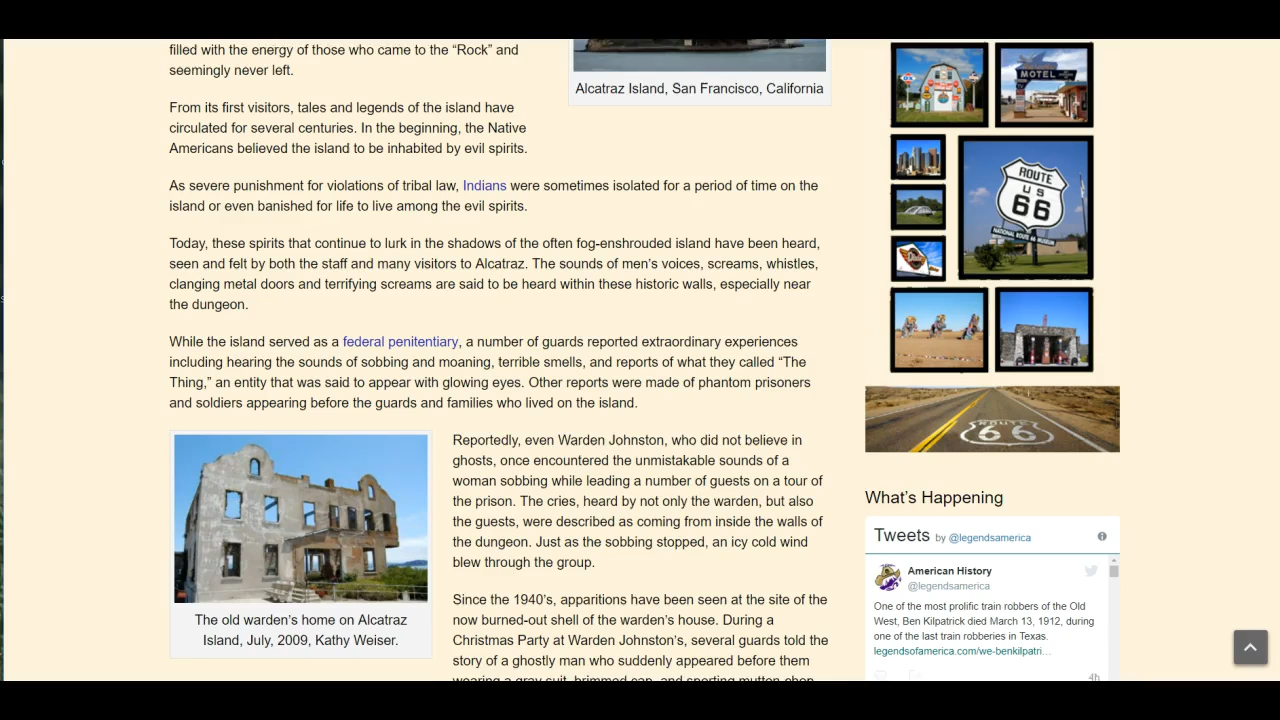 filled with the energy of those who came to the “Rock” and
seemingly never left.
Alcatraz Island, San Francisco, California
From its first visitors, tales and legends of the island have
circulated for several centuries. In the beginning, the Native
Americans believed the island to be inhabited by evil spirits.
As severe punishment for violations of tribal law, Indians were sometimes isolated for a period of time on the
island or even banished for life to live among the evil spirits.
Today, these spirits that continue to lurk in the shadows of the often fog-enshrouded island have been heard,
seen and felt by both the staff and many visitors to Alcatraz. The sounds of men’s voices, screams, whistles,
clanging metal doors and terrifying screams are said to be heard within these historic walls, especially near
the dungeon.
While the island served as a federal penitentiary, a number of guards reported extraordinary experiences
including hearing the sounds of sobbing and moaning, terrible smells, and reports of what they called “The
Thing,” an entity that was said to appear with glowing eyes. Other reports were made of phantom prisoners
and soldiers appearing before the guards and families who lived on the island.
Reportedly, even Warden Johnston, who did not believe in
ghosts, once encountered the unmistakable sounds of a
woman sobbing while leading a number of guests on a tour of
the prison. The cries, heard by not only the warden, but also
the guests, were described as coming from inside the walls of
the dungeon. Just as the sobbing stopped, an icy cold wind
blew through the group.
The old warden’s home on Alcatraz
Island, July, 2009, Kathy Weiser.
Since the 1940’s, apparitions have been seen at the site of the
now burned-out shell of the warden’s house. During a
Christmas Party at Warden Johnston’s, several guards told the
story of a ghostly man who suddenly appeared before them
wearing a gray suit, brimmed cap, and sporting mutton-chop
MOTEL
ROUTE
US
66
NATIONAL ROUTE 66 MUSEUM
66
What’s Happening
Tweets by @legendsamerica
American History
@legendsamerica
One of the most prolific train robbers of the Old
West, Ben Kilpatrick died March 13, 1912, during
one of the last train robberies in Texas.
legendsofamerica.com/we-benkilpatri…
4h